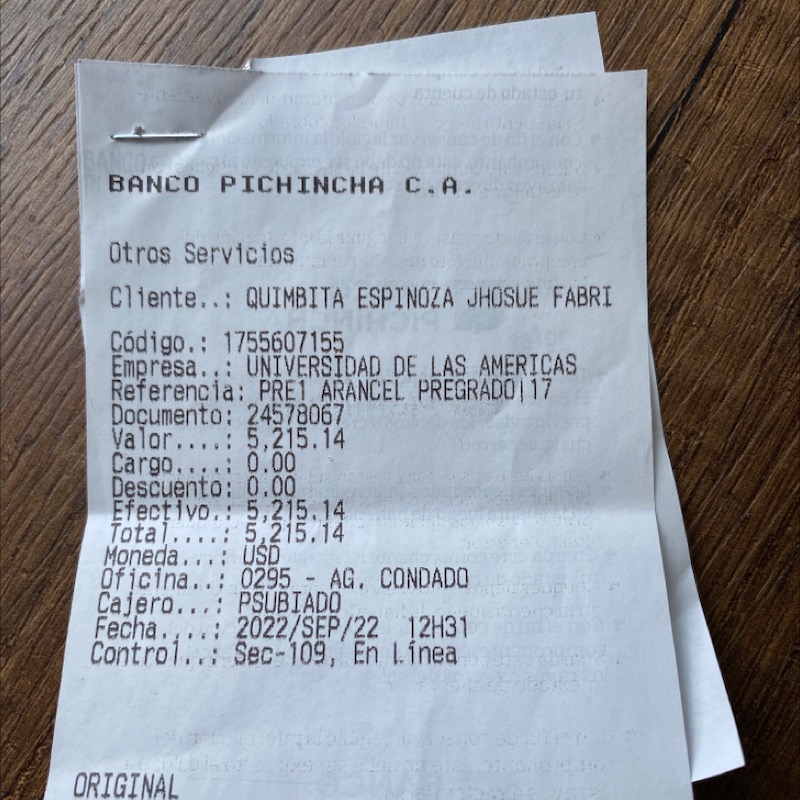 BANCO PICHINCHA C.A.
Otros Servicios
Cliente..: QUIMBITA ESPINOZA JHOSUE FABRI
Código.: 1755607155
Empresa..: UNIVERSIDAD DE LAS AMERICAS
Referencia: PRE1 ARANCEL PREGRADO|17
Documento: 24578067
Valor....: 5,215.14
Cargo....: 0.00
Descuento: 0.00
Efectivo.: 5,215.14
Total....: 5,215.14
Moneda...: USD
Oficina..: 0295 - AG. CONDADO
Cajero...: PSUBIADO
Fecha....: 2022/SEP/22 12H31
Control..: Sec-109, En Línea
ORIGINAL